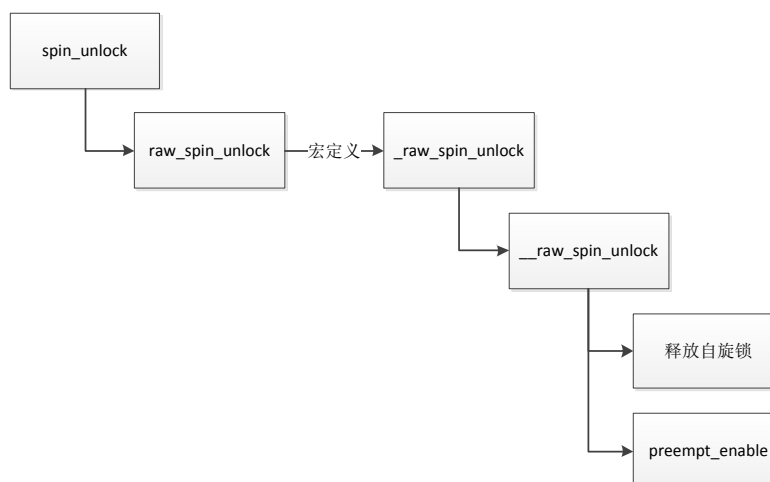 spin_unlock
raw_spin_unlock
宏定义
_raw_spin_unlock
__raw_spin_unlock
释放自旋锁
preempt_enable